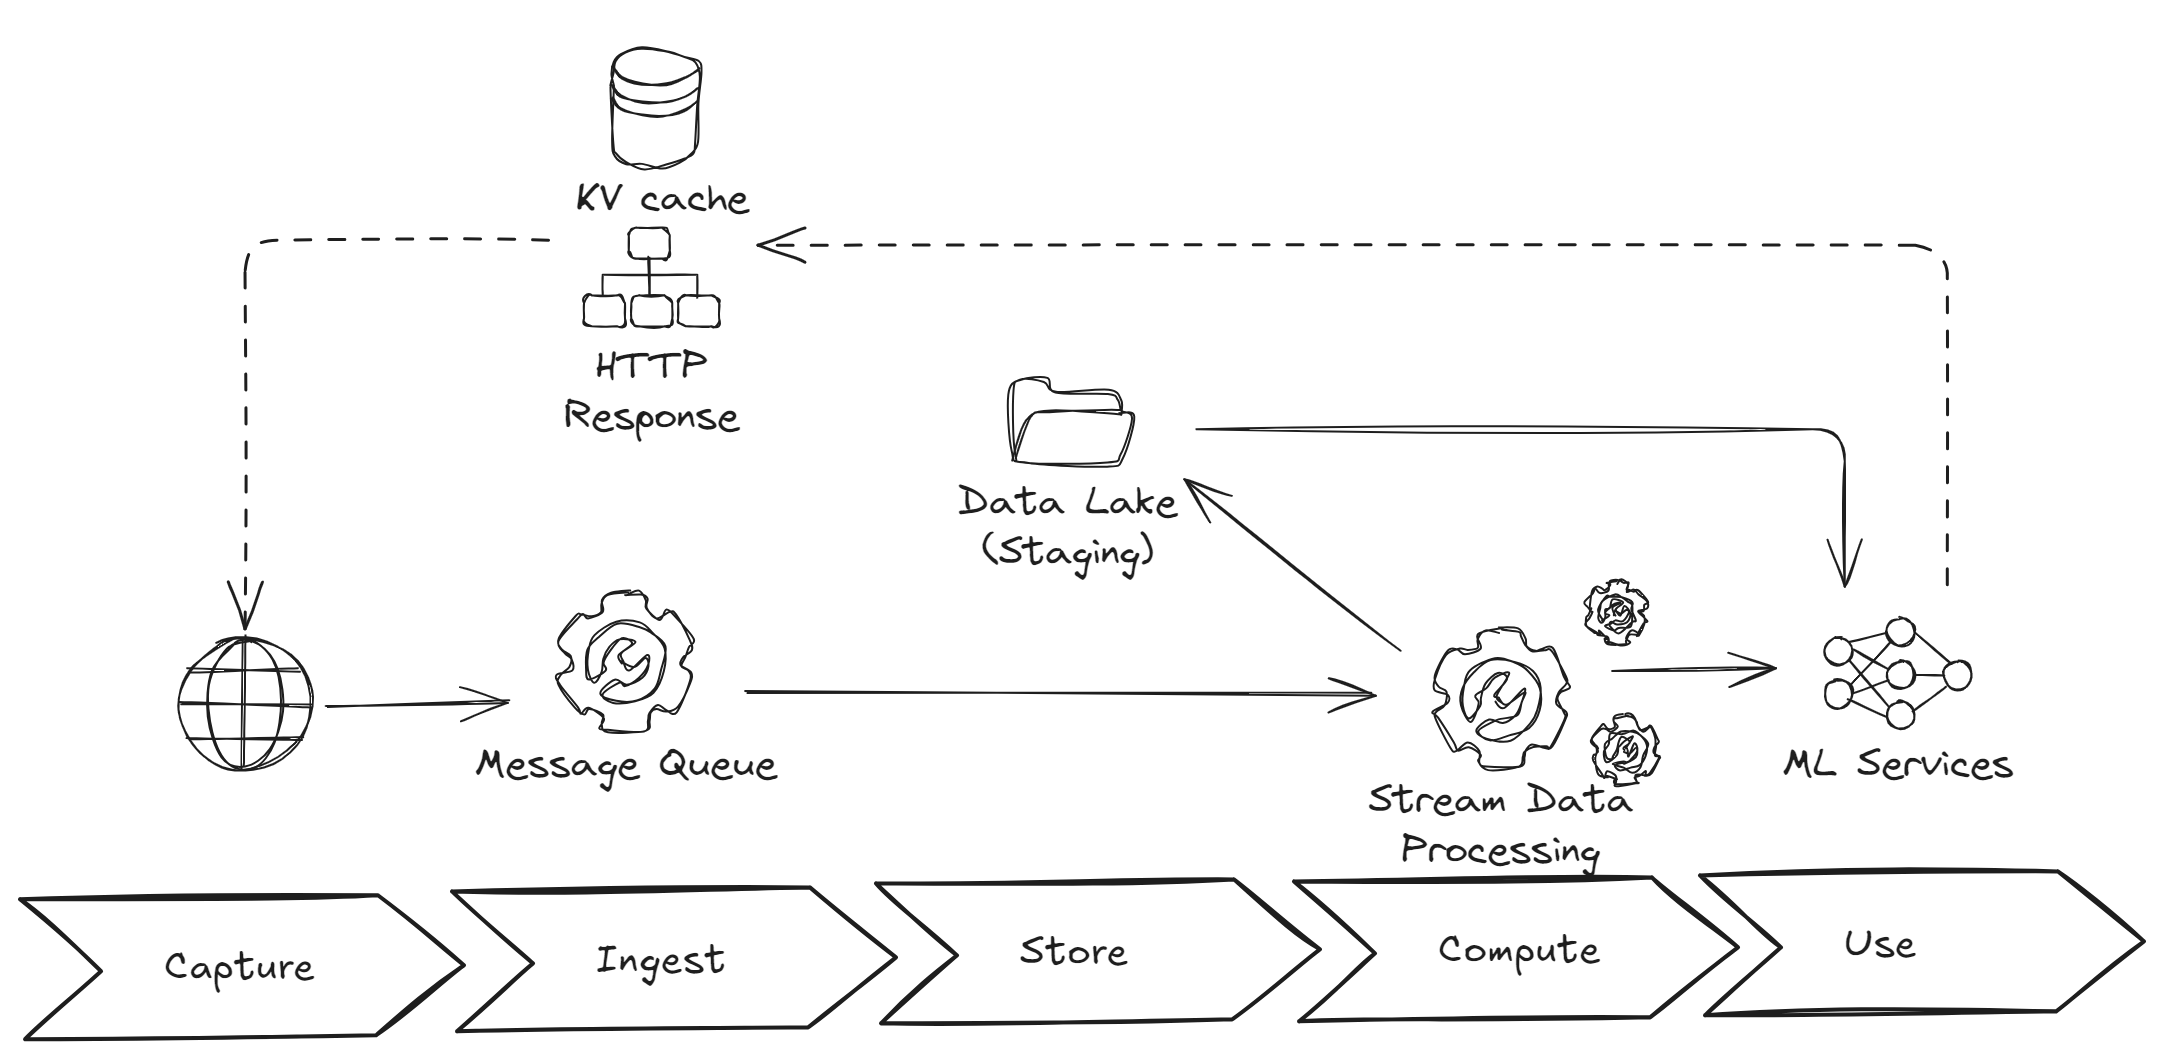 KV cache
HTTP
Response
Data Lake
(Staging)
Message Queue
Stream Data
Processing
ML Services
Capture
Ingest
Store
Compute
Use